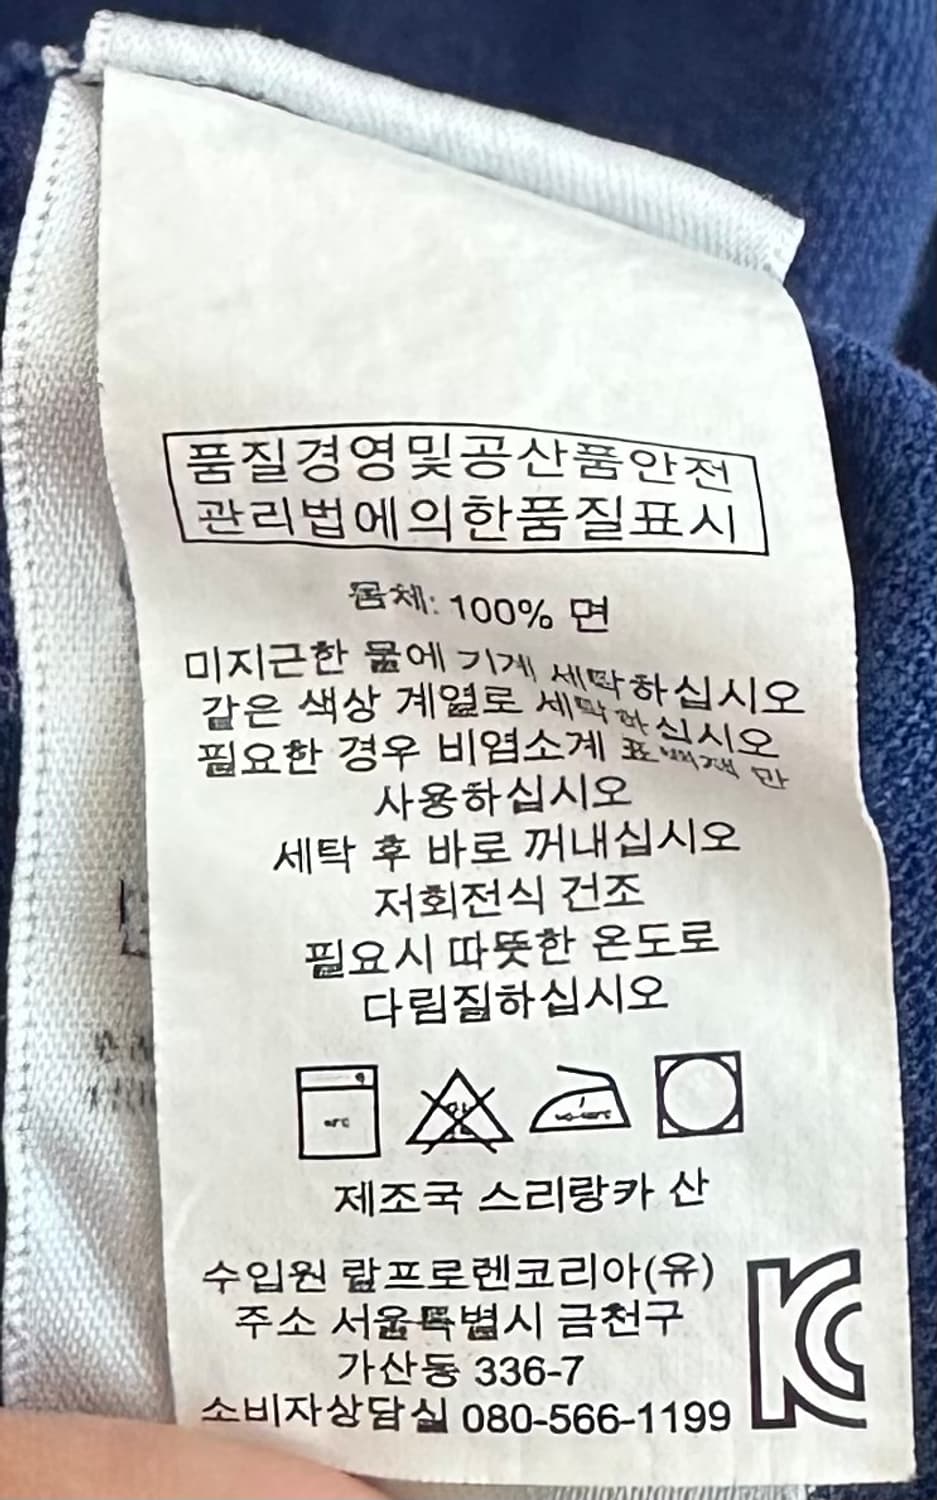 품질경영및공산품안전
관리법에의한품질표시
몸체: 100% 면
미지근한 물에 기계 세탁하십시오
같은 색상 계열로 세탁하십시오
필요한 경우 비염소계 표백제 만
사용하십시오
세탁 후 바로 꺼내십시오
저회전식 건조
필요시 따뜻한 온도로
다림질하십시오
제조국 스리랑카 산
수입원 랄프로렌코리아(유)
주소 서울특별시 금천구
가산동 336-7
소비자상담실 080-566-1199
KC